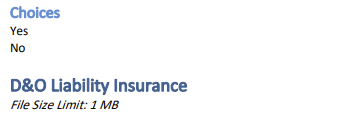 Choices
Yes
No
D&O Liability Insurance
File Size Limit: 1 MB